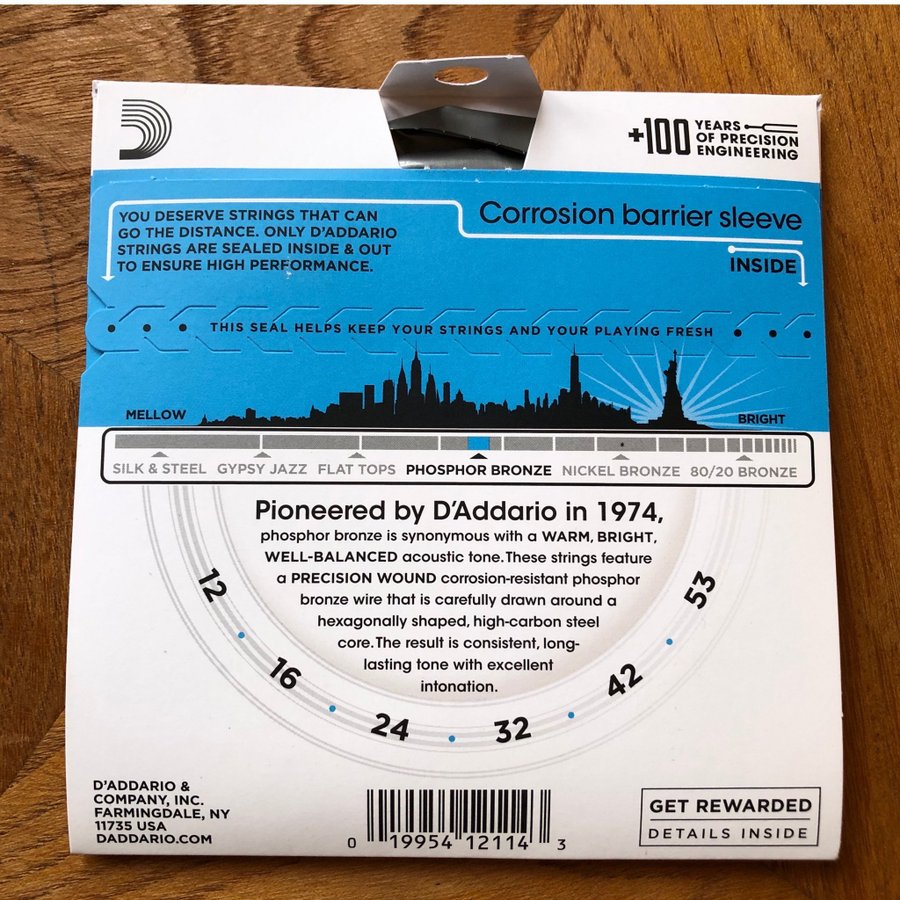 +100 YEARS
OF PRECISION
ENGINEERING
YOU DESERVE STRINGS THAT CAN
GO THE DISTANCE. ONLY D'ADDARIO
STRINGS ARE SEALED INSIDE & OUT
TO ENSURE HIGH PERFORMANCE.
Corrosion barrier sleeve
INSIDE
THIS SEAL HELPS KEEP YOUR STRINGS AND YOUR PLAYING FRESH
MELLOW
BRIGHT
SILK & STEEL GYPSY JAZZ FLAT TOPS PHOSPHOR BRONZE NICKEL BRONZE 80/20 BRONZE
Pioneered by D'Addario in 1974,
phosphor bronze is synonymous with a WARM, BRIGHT,
WELL-BALANCED acoustic tone. These strings feature
a PRECISION WOUND corrosion-resistant phosphor
bronze wire that is carefully drawn around a
hexagonally shaped, high-carbon steel
core. The result is consistent, long-
lasting tone with excellent
intonation.
12 • 16 • 24 • 32 • 42 • 53
D'ADDARIO &
COMPANY, INC.
FARMINGDALE, NY
11735 USA
DADDARIO.COM
0 19954 12114 3
GET REWARDED
DETAILS INSIDE